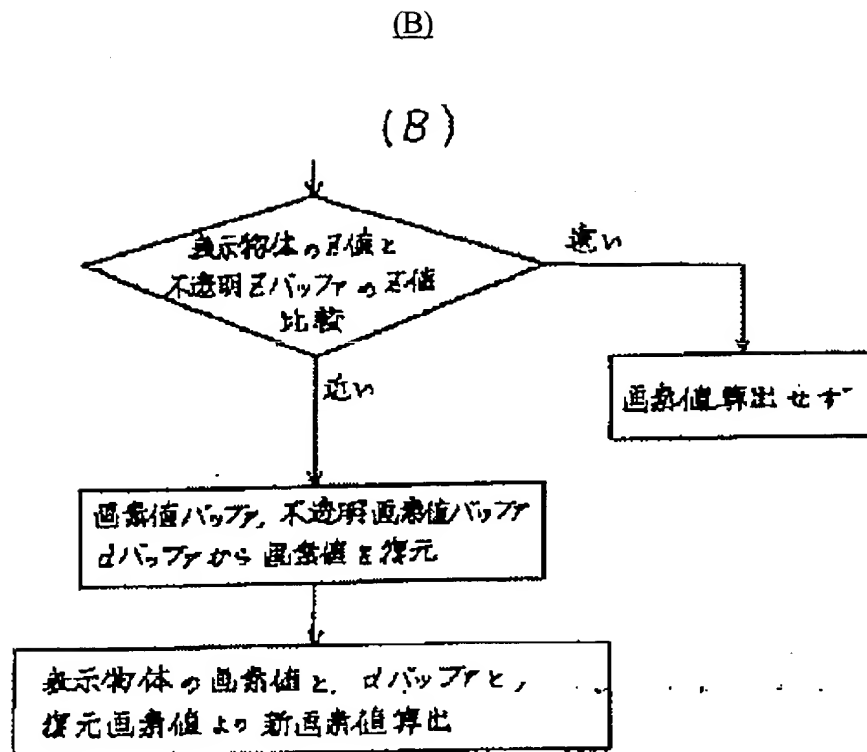 (B)
(B)
表示物体のZ値と
不透明ZバッファのZ値
比較
遠い
近い
画素値算出せず
画素値バッファ,不透明画素値バッファ
αバッファから画素値を復元
表示物体の画素値と,αバッファと,
復元画素値より新画素値算出